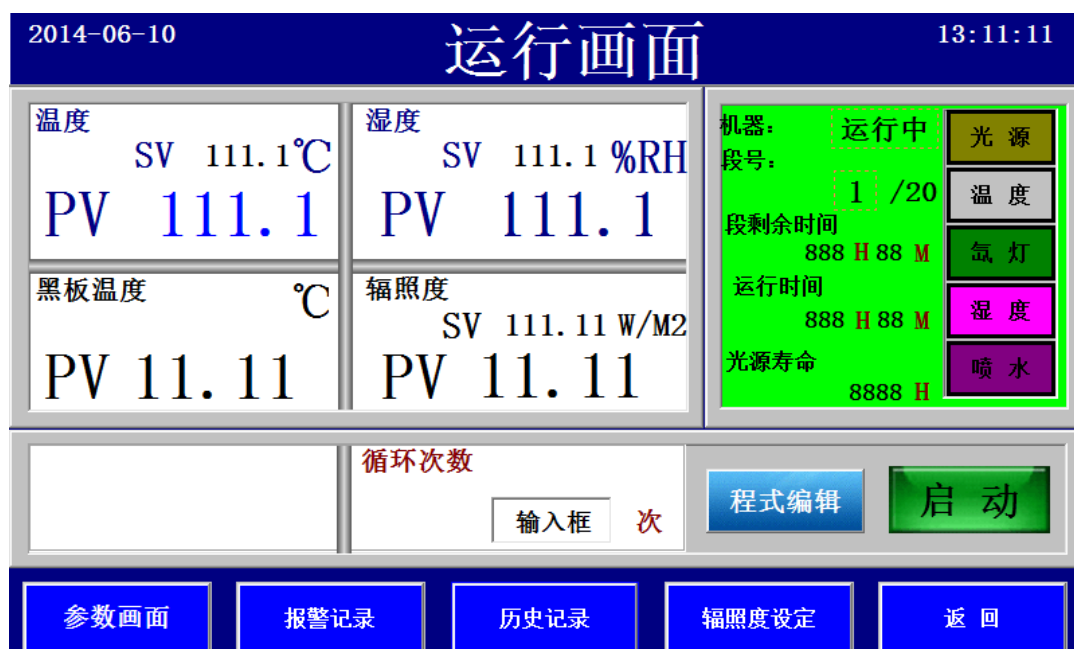 2014-06-10
运行画面
13:11:11
温度
SV 111.1℃
PV 111.1
湿度
SV 111.1 %RH
PV 111.1
黑板温度
℃
PV 11.11
辐照度
SV 111.11 W/M2
PV 11.11
机器: 运行中
段号:
1 /20
段剩余时间
888 H 88 M
运行时间
888 H 88 M
光源寿命
8888 H
光 源
温 度
氙 灯
湿 度
喷 水
循环次数
输入框 次
程式编辑
启 动
参数画面
报警记录
历史记录
辐照度设定
返 回